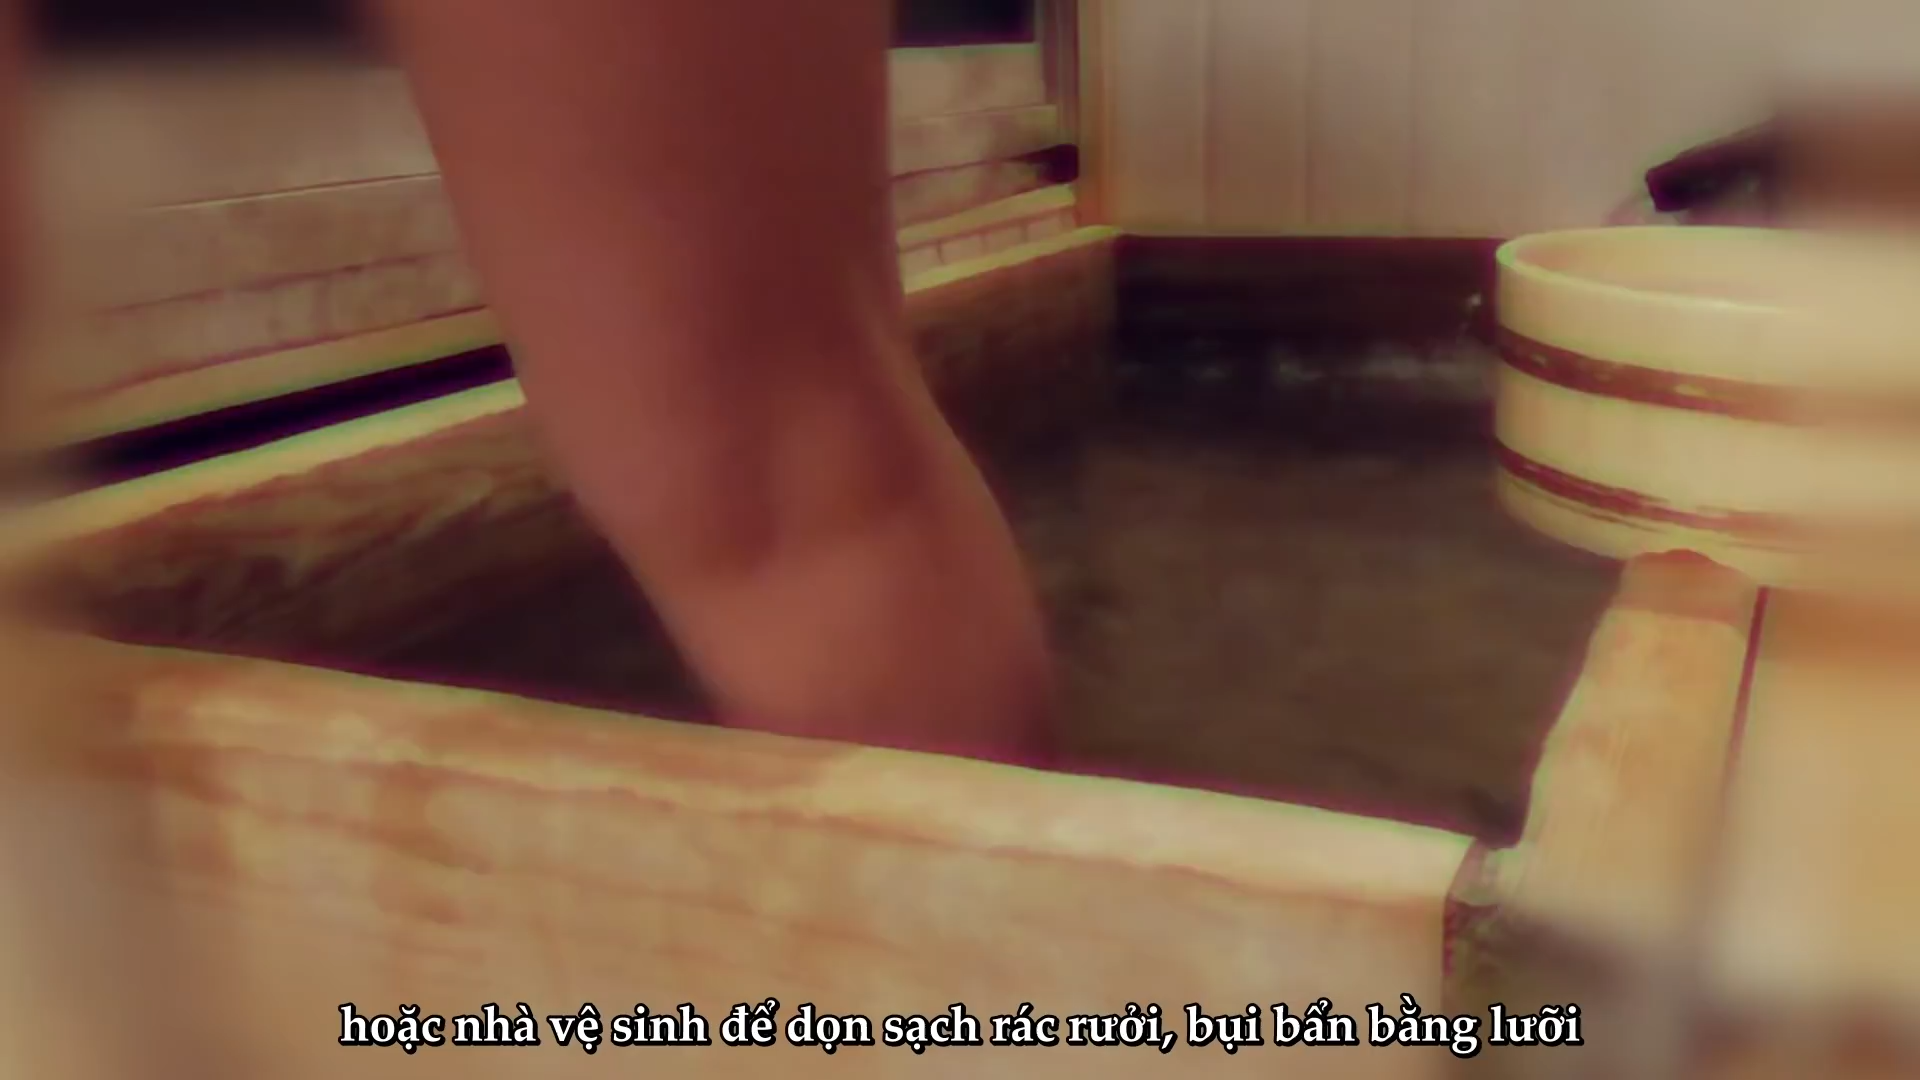 hoặc nhà vệ sinh để dọn sạch rác rưởi, bụi bẩn bằng lưỡi